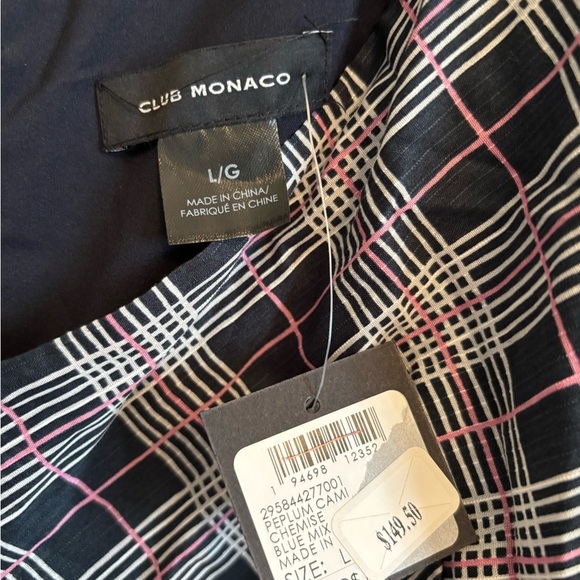 CLUB MONACO
L/G
MADE IN CHINA/
FABRIQUÉ EN CHINE
1 94698 12352
295844277001
PEPLUM CAMI
CHEMISE
BLUE MIX
MADE IN
SIZE: L
$
$149.50